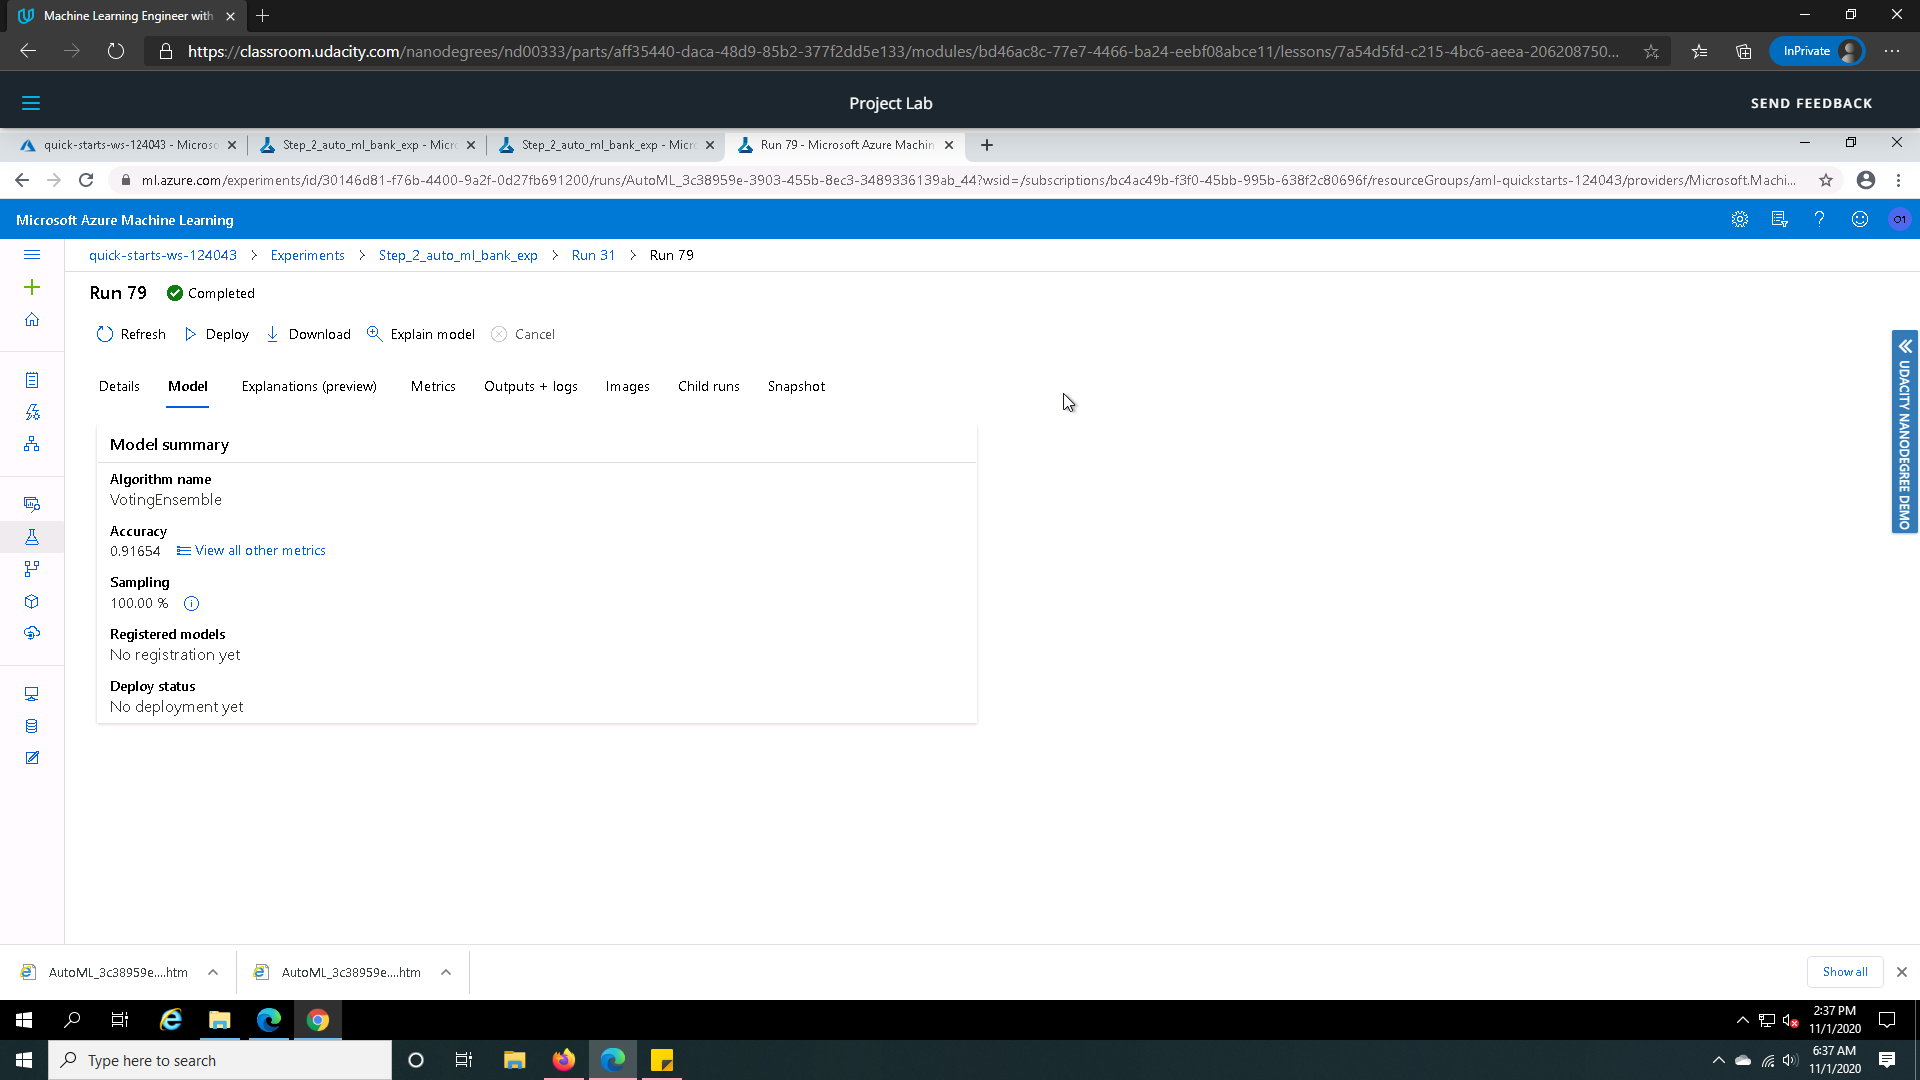 Machine Learning Engineer with
https://classroom.udacity.com/nanodegrees/nd00333/parts/aff35440-daca-48d9-85b2-377f2dd5e133/modules/bd46ac8c-77e7-4466-ba24-eebf08abce11/lessons/7a54d5fd-c215-4bc6-aeea-206208750...
InPrivate
Project Lab
SEND FEEDBACK
quick-starts-ws-124043 - Microso
Step_2_auto_ml_bank_exp - Micr
Step_2_auto_ml_bank_exp - Micr
Run 79 - Microsoft Azure Machin
ml.azure.com/experiments/id/30146d81-f76b-4400-9a2f-0d27fb691200/runs/AutoML_3c38959e-3903-455b-8ec3-3489336139ab_44?wsid=/subscriptions/bc4ac49b-f3f0-45bb-995b-638f2c80696f/resourceGroups/aml-quickstarts-124043/providers/Microsoft.Machi...
Microsoft Azure Machine Learning
O1
quick-starts-ws-124043 > Experiments > Step_2_auto_ml_bank_exp > Run 31 > Run 79
Run 79 Completed
Refresh Deploy Download Explain model Cancel
Details Model Explanations (preview) Metrics Outputs + logs Images Child runs Snapshot
UDACITY NANODEGREE DEMO
Model summary
Algorithm name
VotingEnsemble
Accuracy
0.91654 View all other metrics
Sampling
100.00 %
Registered models
No registration yet
Deploy status
No deployment yet
AutoML_3c38959e....htm
AutoML_3c38959e....htm
Show all
2:37 PM
11/1/2020
Type here to search
6:37 AM
11/1/2020